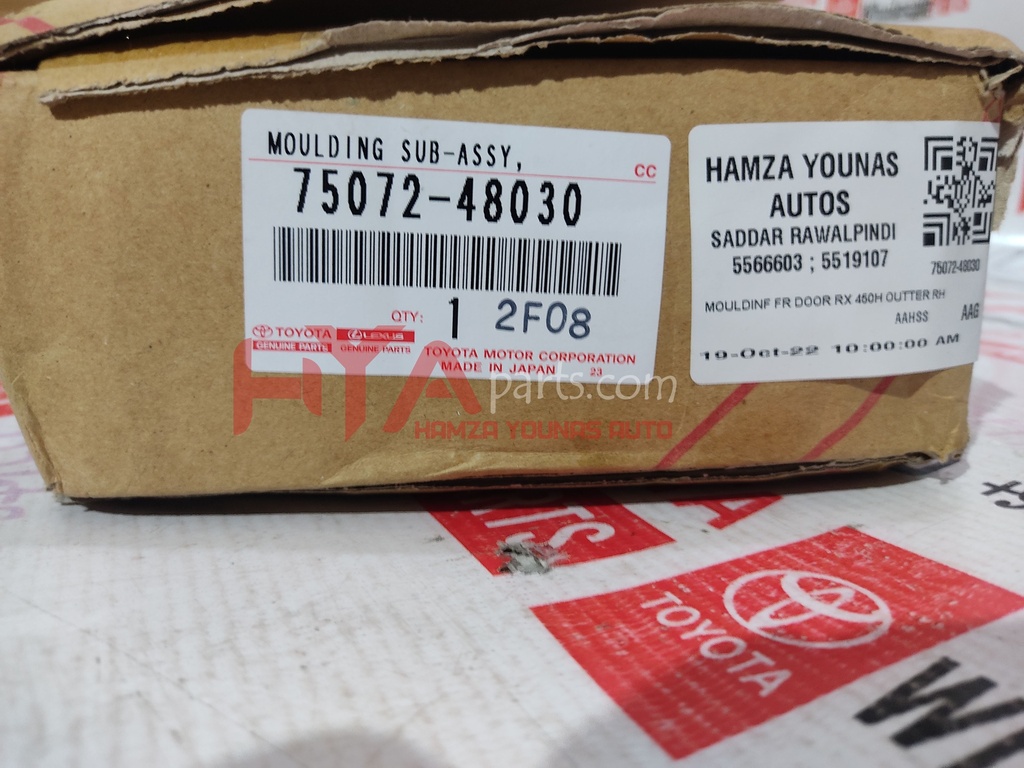 MOULDING SUB-ASSY,
CC
75072-48030
QTY: 1 2F08
TOYOTA LEXUS
GENUINE PARTS GENUINE PARTS
TOYOTA MOTOR CORPORATION
MADE IN JAPAN 23
HAMZA YOUNAS
AUTOS
SADDAR RAWALPINDI
5566603 ; 5519107
75072-48030
MOULDINF FR DOOR RX 450H OUTTER RH
AAHSS AAG
19-Oct-22 10:00:00 AM
HYA parts.com
HAMZA YOUNAS AUTO
TOYOTA